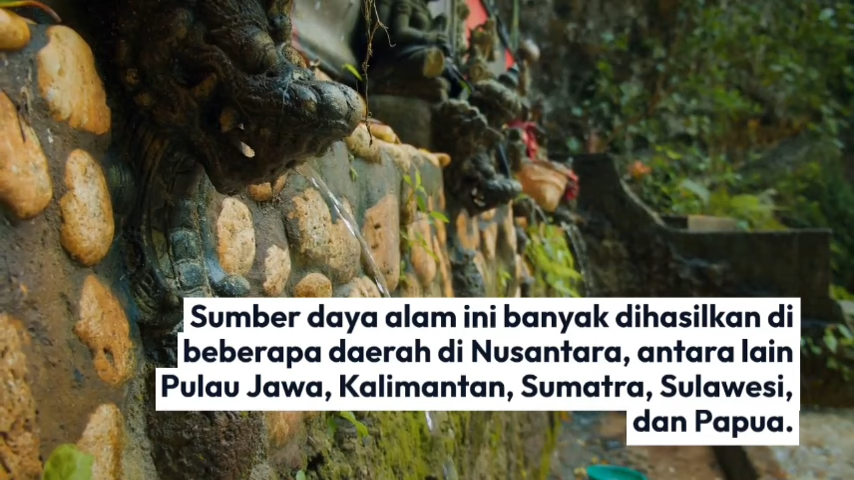 Sumber daya alam ini banyak dihasilkan di
beberapa daerah di Nusantara, antara lain
Pulau Jawa, Kalimantan, Sumatra, Sulawesi,
dan Papua.